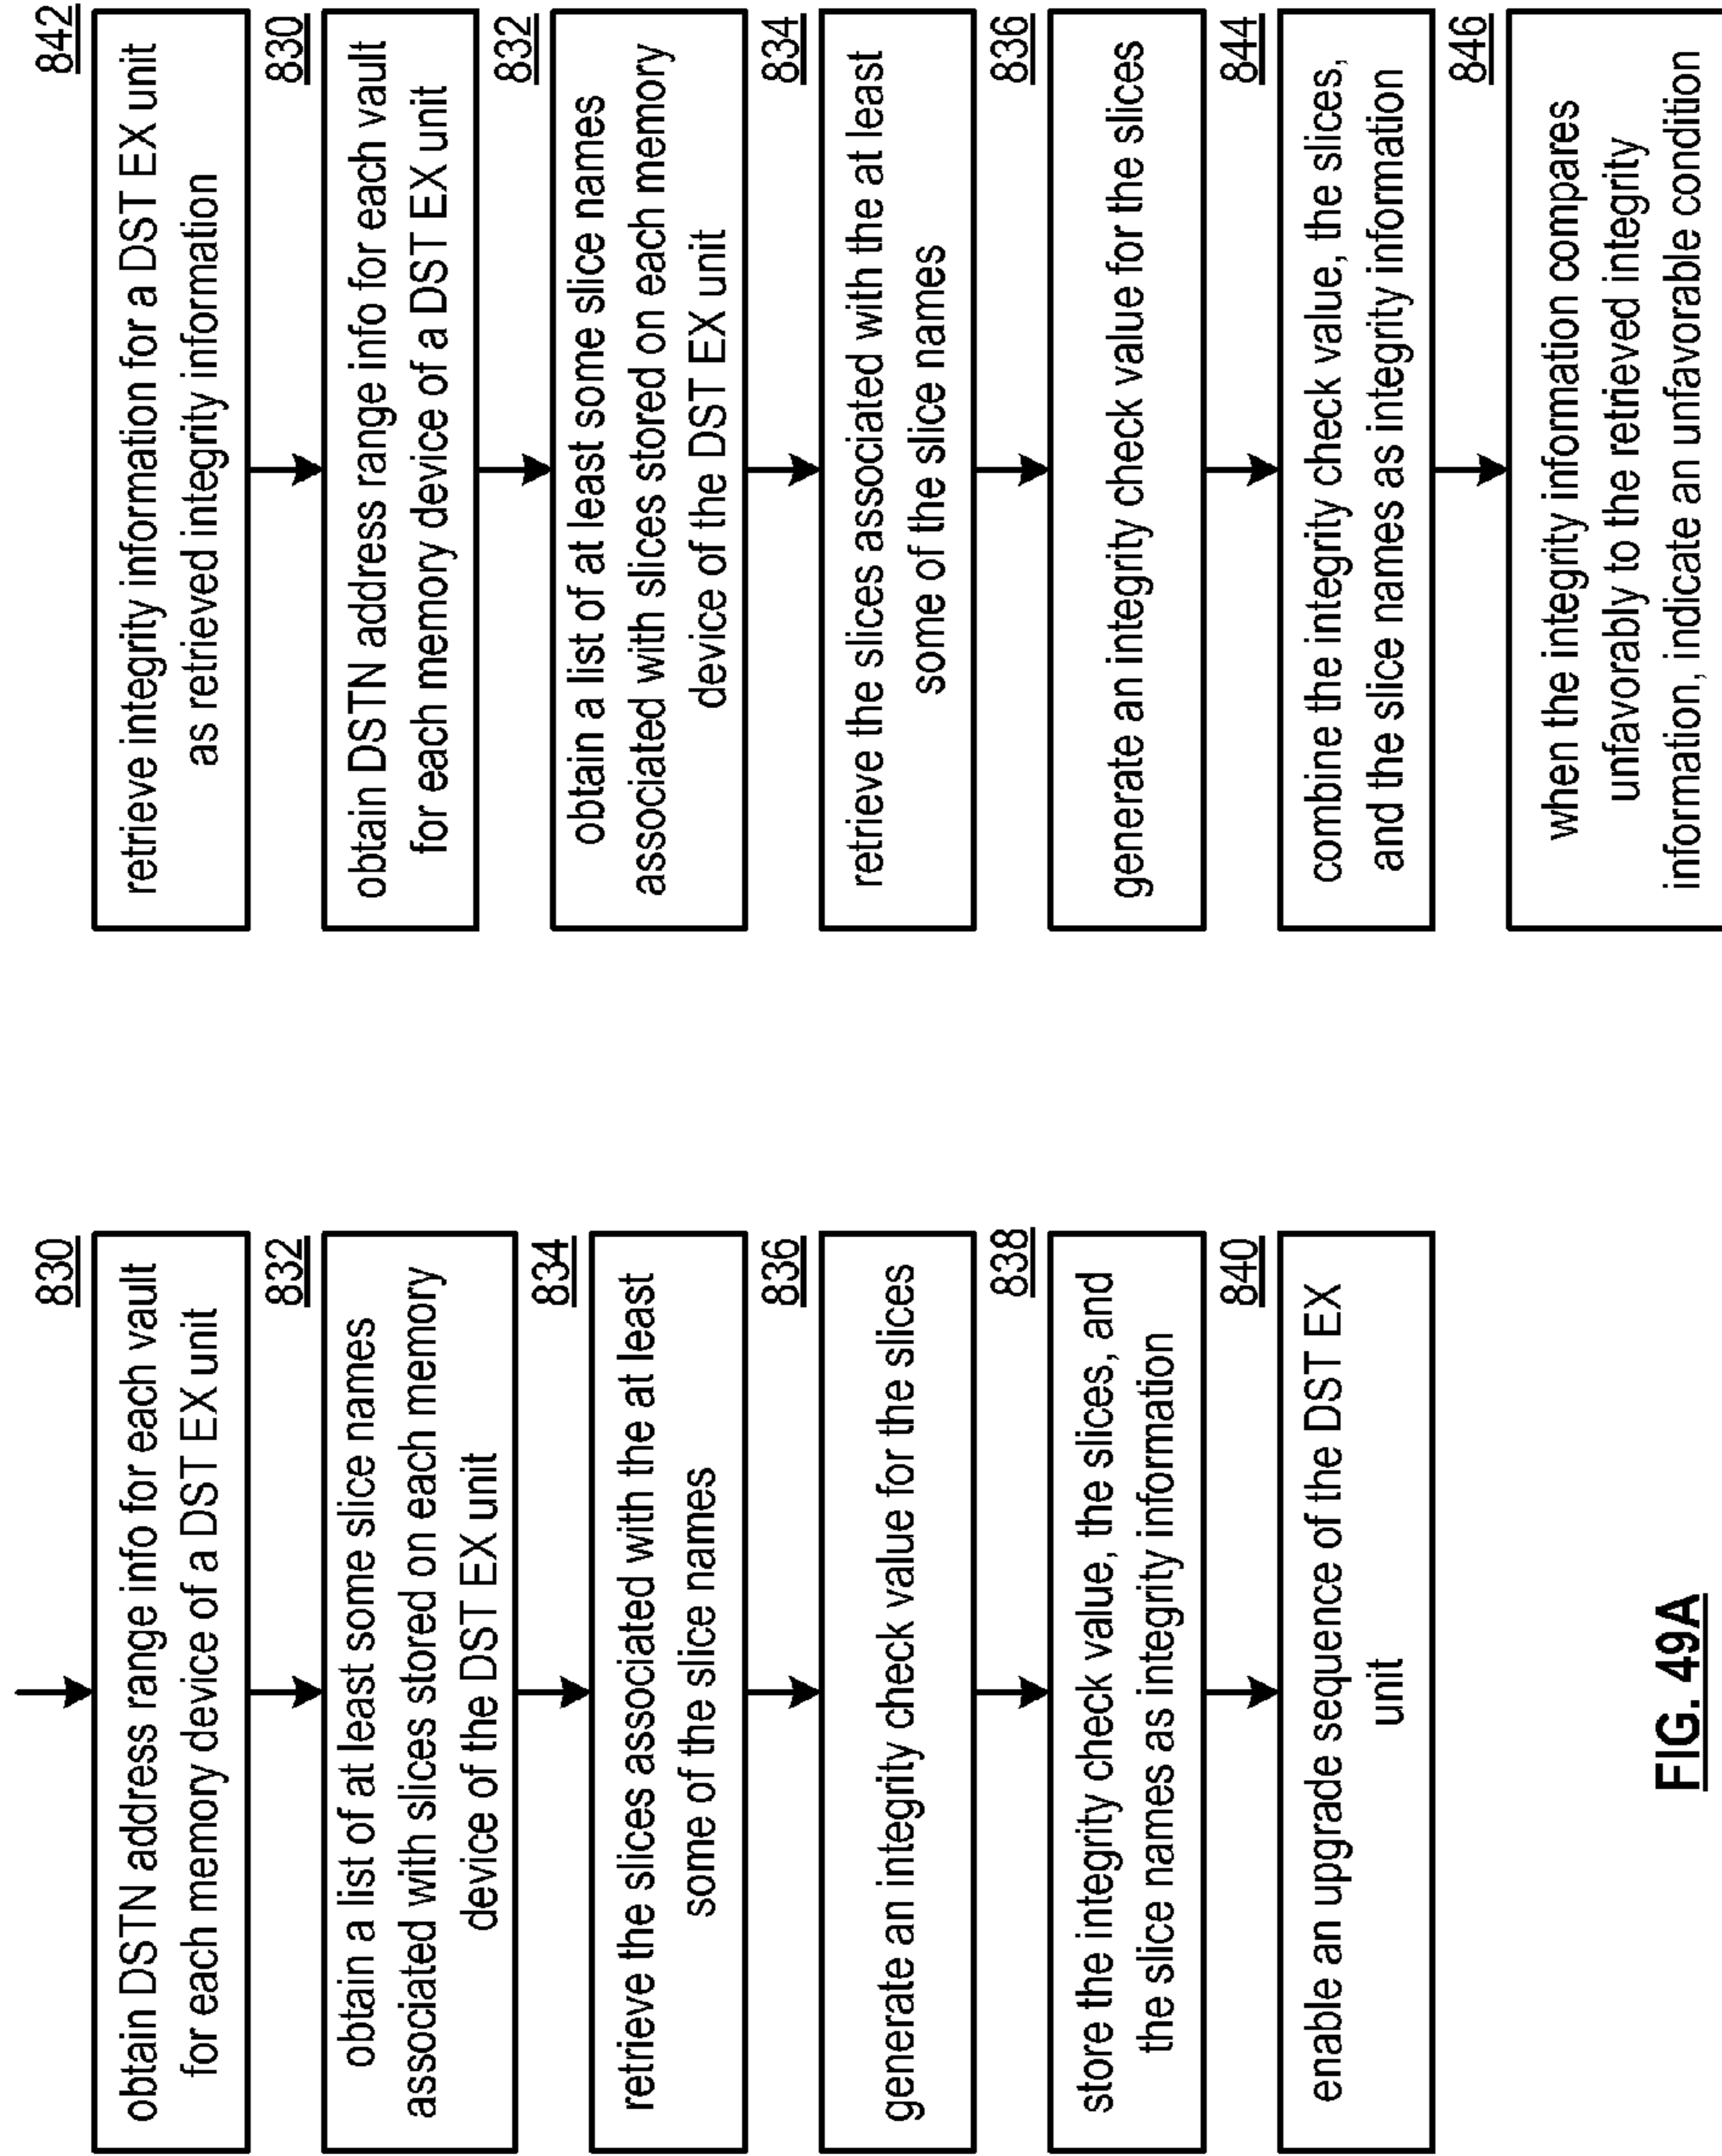 830
obtain DSTN address range info for each vault
for each memory device of a DST EX unit
832
obtain a list of at least some slice names
associated with slices stored on each memory
device of the DST EX unit
834
retrieve the slices associated with the at least
some of the slice names
836
generate an integrity check value for the slices
838
store the integrity check value, the slices, and
the slice names as integrity information
840
enable an upgrade sequence of the DST EX
unit
FIG. 49A
842
retrieve integrity information for a DST EX unit
as retrieved integrity information
830
obtain DSTN address range info for each vault
for each memory device of a DST EX unit
832
obtain a list of at least some slice names
associated with slices stored on each memory
device of the DST EX unit
834
retrieve the slices associated with the at least
some of the slice names
836
generate an integrity check value for the slices
844
combine the integrity check value, the slices,
and the slice names as integrity information
846
when the integrity information compares
unfavorably to the retrieved integrity
information, indicate an unfavorable condition